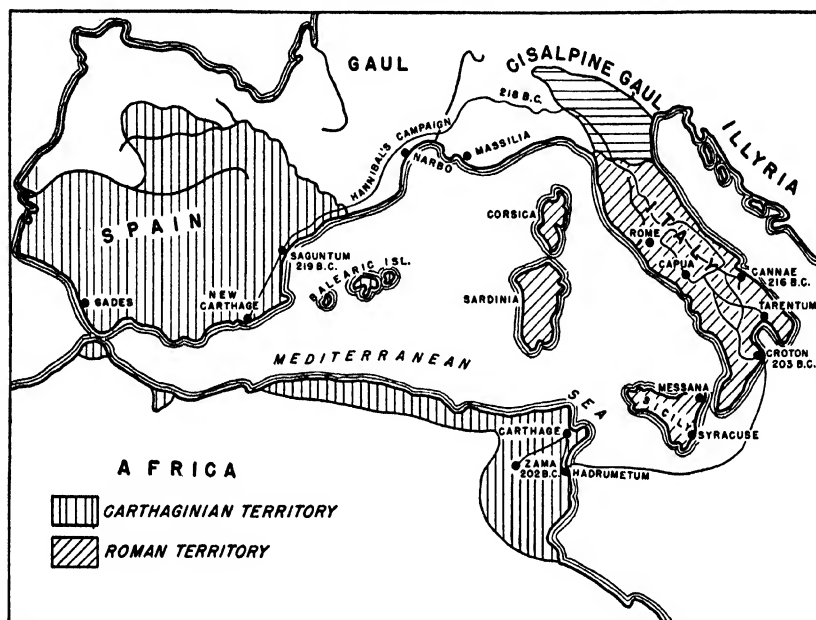 GAUL
CISALPINE GAUL
218 B.C.
ILLYRIA
HANNIBAL'S CAMPAIGN
NARBO
MASSILIA
SPAIN
CORSICA
ITALY
ROME
SAGUNTUM
219 B.C.
BALEARIC ISL.
CAPUA
CANNAE
216 B.C.
NEW
CARTHAGE
GADES
SARDINIA
TARENTUM
MEDITERRANEAN
SEA
CROTON
203 B.C.
MESSANA
SICILY
CARTHAGE
SYRACUSE
AFRICA
ZAMA
202 B.C.
HADRUMETUM
CARTHAGINIAN TERRITORY
ROMAN TERRITORY